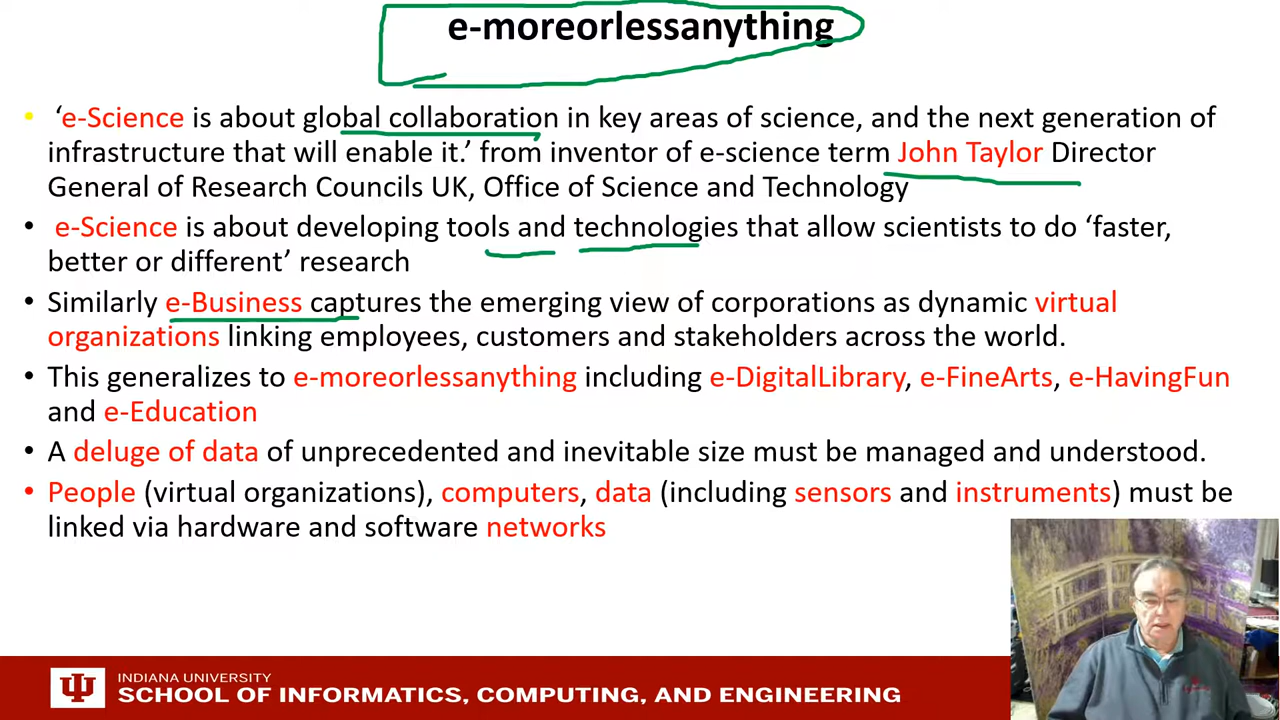 e-moreorlessanything
• ‘e-Science is about global collaboration in key areas of science, and the next generation of
infrastructure that will enable it.’ from inventor of e-science term John Taylor Director
General of Research Councils UK, Office of Science and Technology
• e-Science is about developing tools and technologies that allow scientists to do ‘faster,
better or different’ research
• Similarly e-Business captures the emerging view of corporations as dynamic virtual
organizations linking employees, customers and stakeholders across the world.
• This generalizes to e-moreorlessanything including e-DigitalLibrary, e-FineArts, e-HavingFun
and e-Education
• A deluge of data of unprecedented and inevitable size must be managed and understood.
• People (virtual organizations), computers, data (including sensors and instruments) must be
linked via hardware and software networks
INDIANA UNIVERSITY
SCHOOL OF INFORMATICS, COMPUTING, AND ENGINEERING